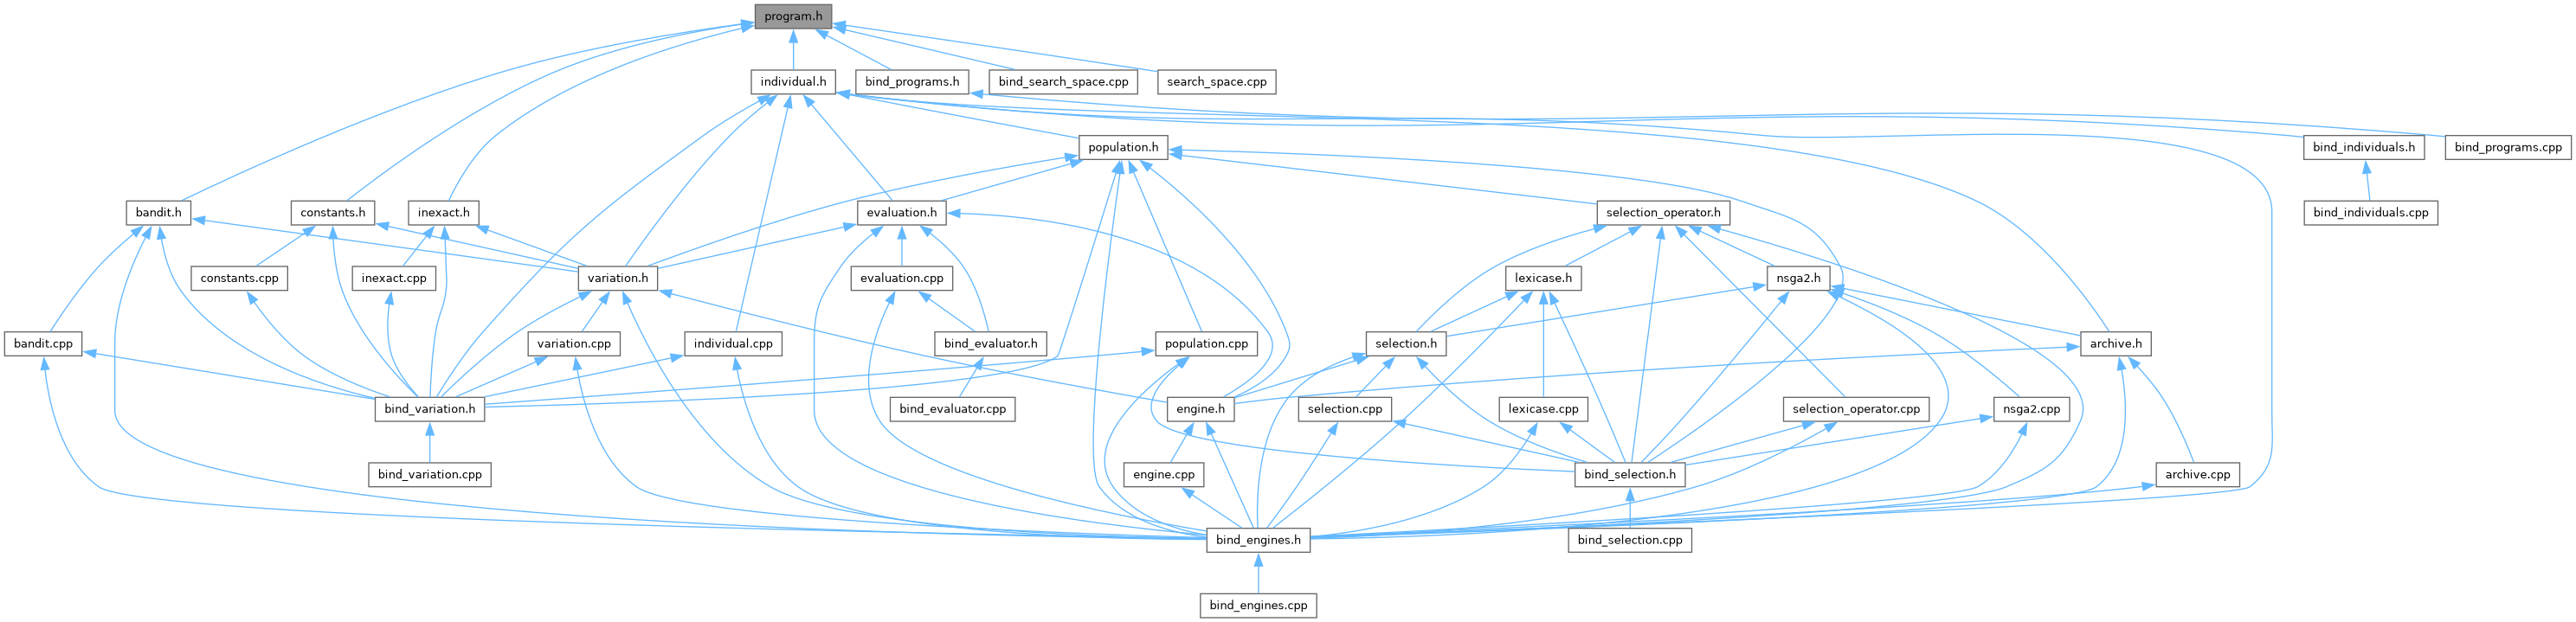 program.h
individual.h
bind_programs.h
bind_search_space.cpp
search_space.cpp
population.h
bind_individuals.h
bind_programs.cpp
bandit.h
constants.h
inexact.h
evaluation.h
selection_operator.h
bind_individuals.cpp
constants.cpp
inexact.cpp
variation.h
evaluation.cpp
lexicase.h
nsga2.h
bandit.cpp
variation.cpp
individual.cpp
bind_evaluator.h
population.cpp
selection.h
archive.h
bind_variation.h
bind_evaluator.cpp
engine.h
selection.cpp
lexicase.cpp
selection_operator.cpp
nsga2.cpp
bind_variation.cpp
engine.cpp
bind_selection.h
archive.cpp
bind_engines.h
bind_selection.cpp
bind_engines.cpp